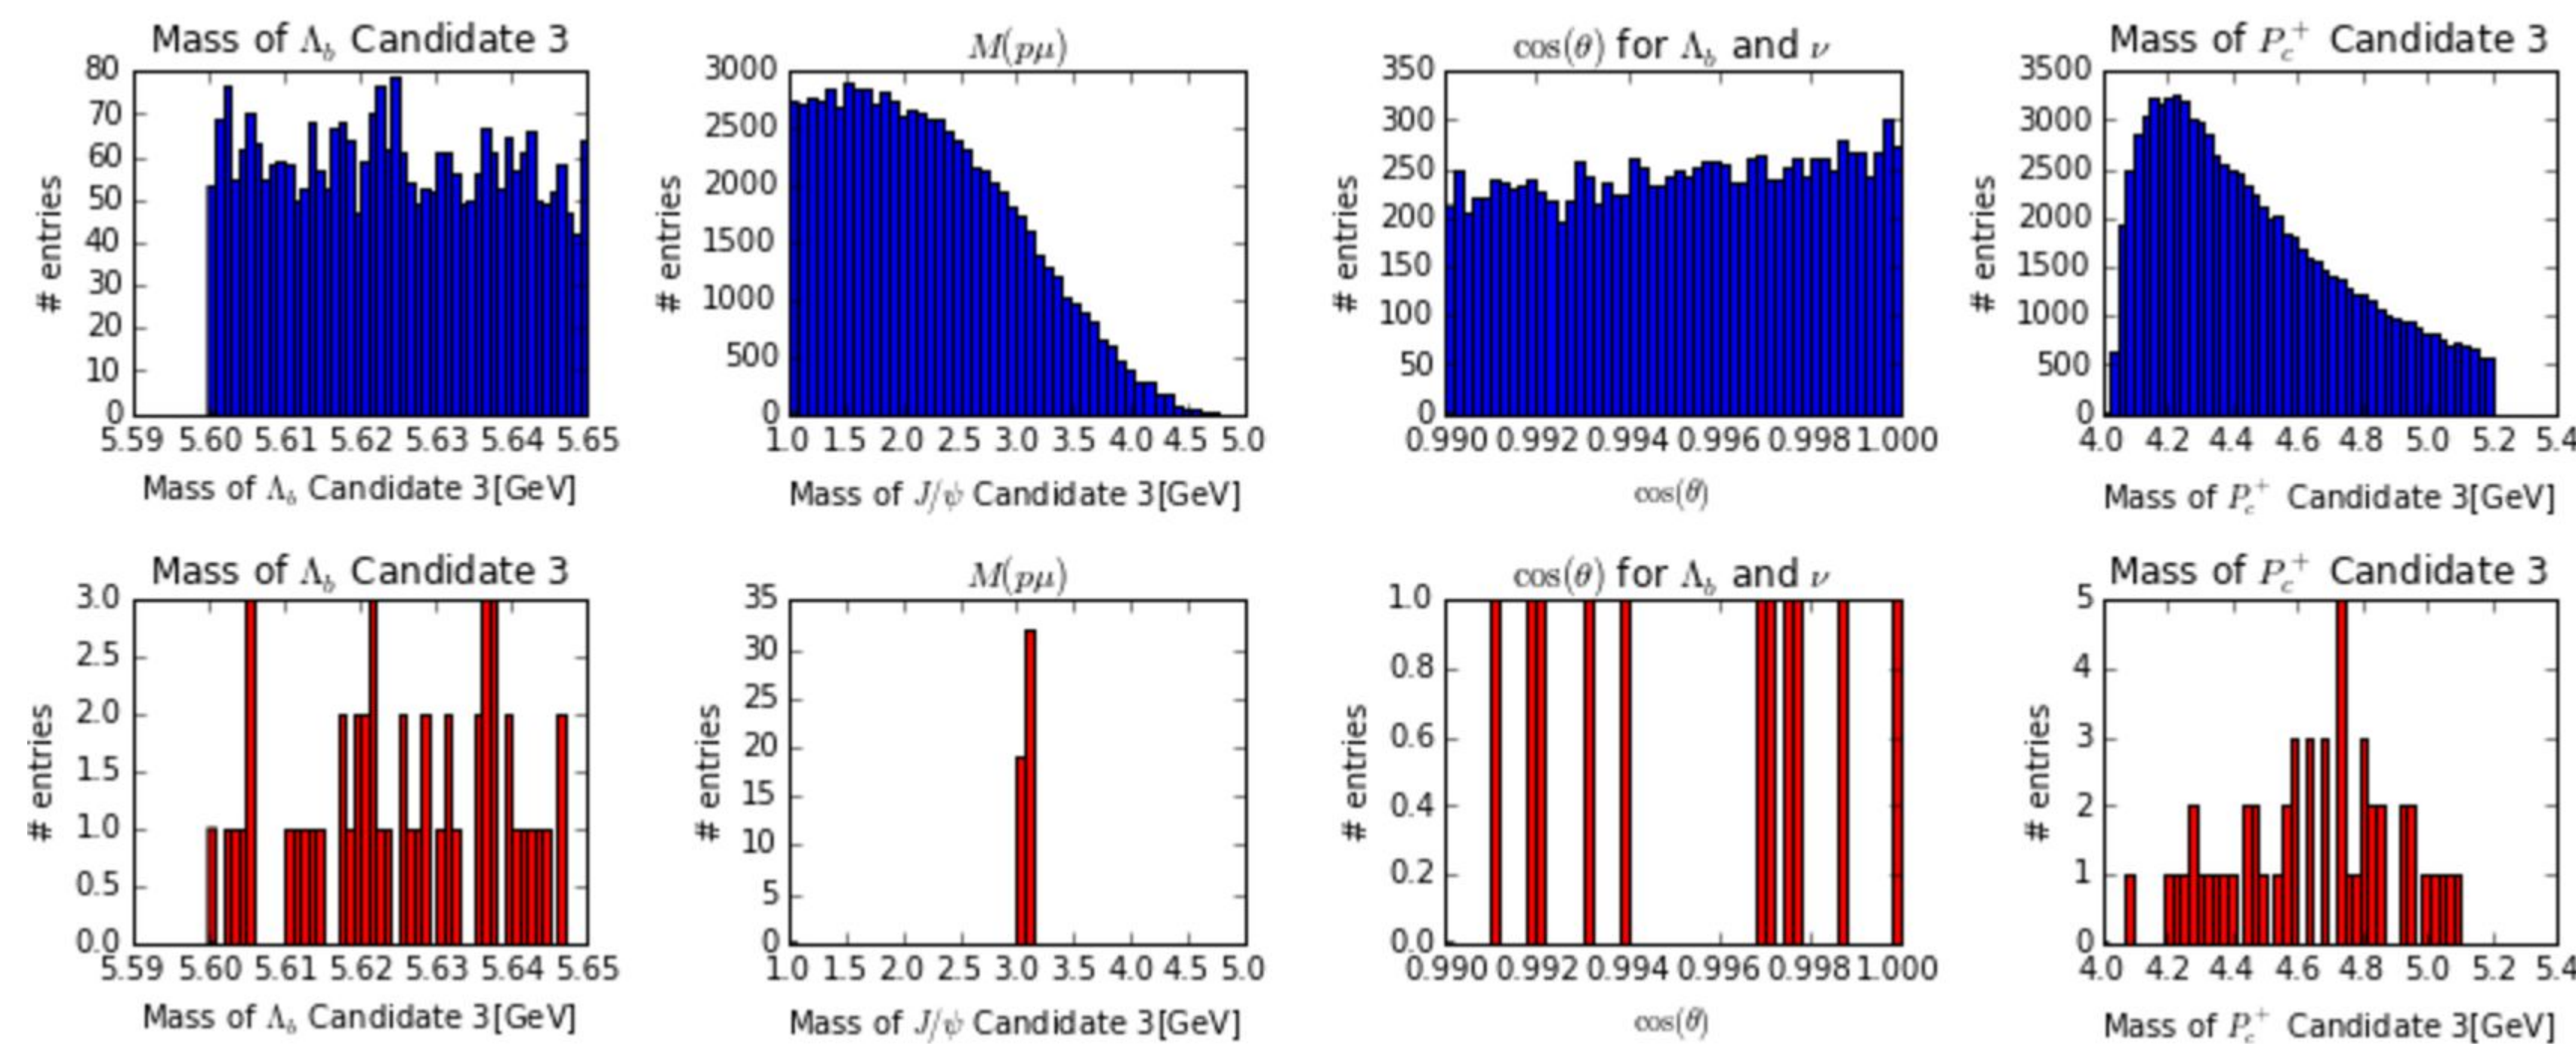 Mass of Λb Candidate 3
80
70
60
50
40
30
20
10
0
# entries
5.59 5.60 5.61 5.62 5.63 5.64 5.65
Mass of Λb Candidate 3[GeV]
M(pμ)
3000
2500
2000
1500
1000
500
0
# entries
1.0 1.5 2.0 2.5 3.0 3.5 4.0 4.5 5.0
Mass of J/ψ Candidate 3[GeV]
cos(θ) for Λb and ν
350
300
250
200
150
100
50
0
# entries
0.990 0.992 0.994 0.996 0.998 1.000
cos(θ)
Mass of Pc+ Candidate 3
3500
3000
2500
2000
1500
1000
500
0
# entries
4.0 4.2 4.4 4.6 4.8 5.0 5.2 5.4
Mass of Pc+ Candidate 3[GeV]
Mass of Λb Candidate 3
3.0
2.5
2.0
1.5
1.0
0.5
0.0
# entries
5.59 5.60 5.61 5.62 5.63 5.64 5.65
Mass of Λb Candidate 3[GeV]
M(pμ)
35
30
25
20
15
10
5
0
# entries
1.0 1.5 2.0 2.5 3.0 3.5 4.0 4.5 5.0
Mass of J/ψ Candidate 3[GeV]
cos(θ) for Λb and ν
1.0
0.8
0.6
0.4
0.2
0.0
# entries
0.990 0.992 0.994 0.996 0.998 1.000
cos(θ)
Mass of Pc+ Candidate 3
5
4
3
2
1
0
# entries
4.0 4.2 4.4 4.6 4.8 5.0 5.2 5.4
Mass of Pc+ Candidate 3[GeV]